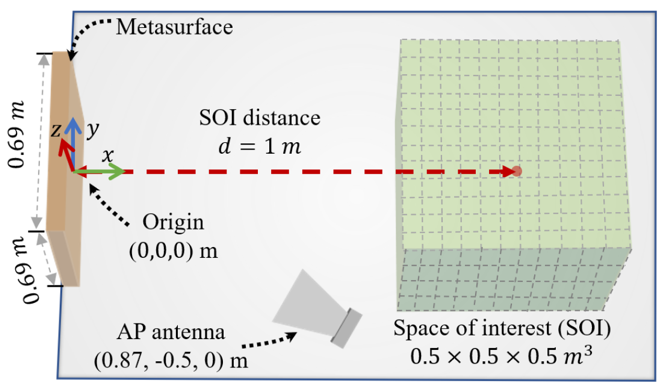 Metasurface
0.69 m
z
y
x
SOI distance
d = 1 m
Origin
(0,0,0) m
0.69 m
AP antenna
(0.87, -0.5, 0) m
Space of interest (SOI)
0.5 × 0.5 × 0.5 m³